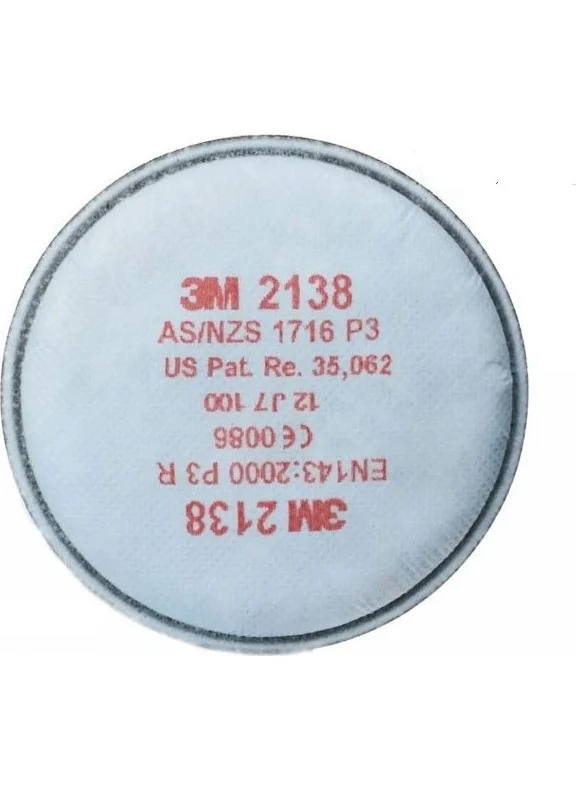 3M 2138
AS/NZS 1716 P3
US Pat. Re. 35,062
3M 2138
EN143:2000 P3 R
CE 0086
12 J7 100